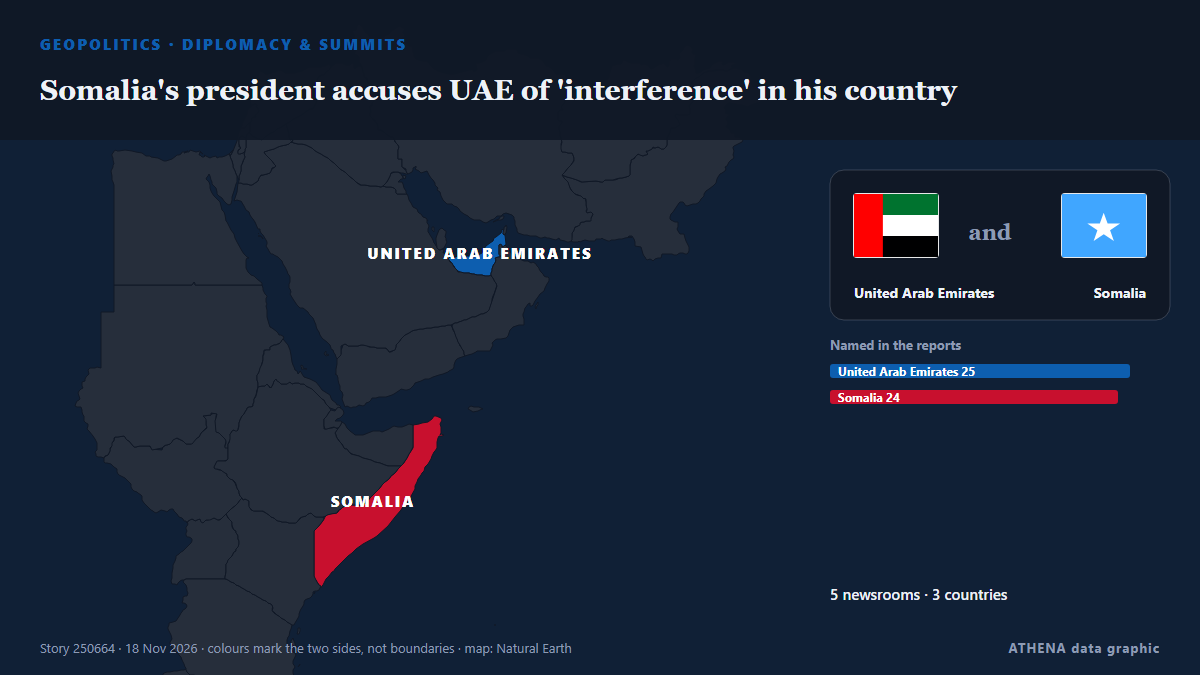 GEOPOLITICS · DIPLOMACY & SUMMITS
Somalia's president accuses UAE of 'interference' in his country
UNITED ARAB EMIRATES
SOMALIA
and
United Arab Emirates
Somalia
Named in the reports
United Arab Emirates 25
Somalia 24
5 newsrooms · 3 countries
Story 250664 · 18 Nov 2026 · colours mark the two sides, not boundaries · map: Natural Earth
ATHENA data graphic